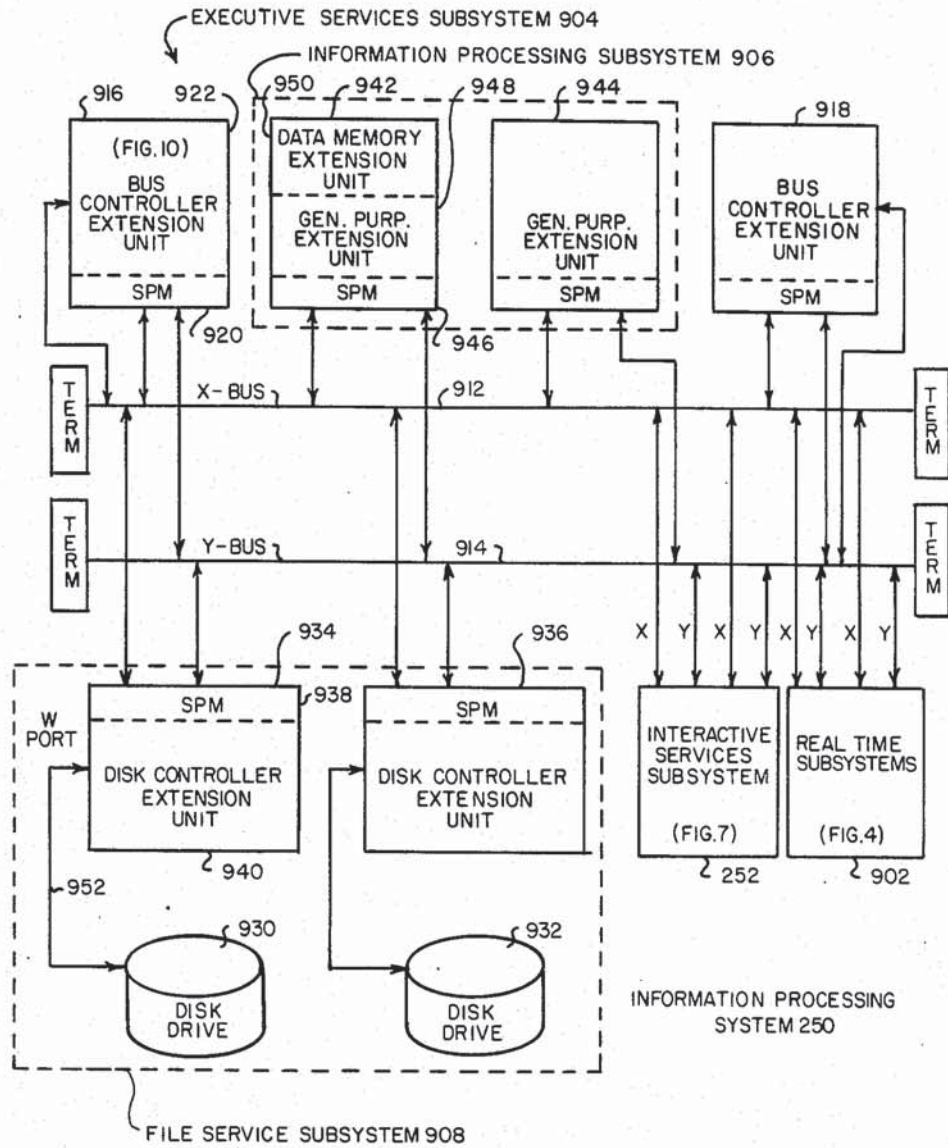 EXECUTIVE SERVICES SUBSYSTEM 904
INFORMATION PROCESSING SUBSYSTEM 906
916
922
950
942
948
944
918
(FIG. 10)
BUS
CONTROLLER
EXTENSION
UNIT
SPM
920
DATA MEMORY
EXTENSION
UNIT
GEN. PURP.
EXTENSION
UNIT
SPM
946
GEN. PURP.
EXTENSION
UNIT
SPM
BUS
CONTROLLER
EXTENSION
UNIT
SPM
TERM
X-BUS
912
TERM
TERM
Y-BUS
914
TERM
X Y X Y X Y X Y
934
936
W
PORT
SPM
938
DISK CONTROLLER
EXTENSION
UNIT
940
SPM
DISK CONTROLLER
EXTENSION
UNIT
INTERACTIVE
SERVICES
SUBSYSTEM
(FIG.7)
252
REAL TIME
SUBSYSTEMS
(FIG.4)
902
952
930
DISK
DRIVE
932
DISK
DRIVE
INFORMATION PROCESSING
SYSTEM 250
FILE SERVICE SUBSYSTEM 908